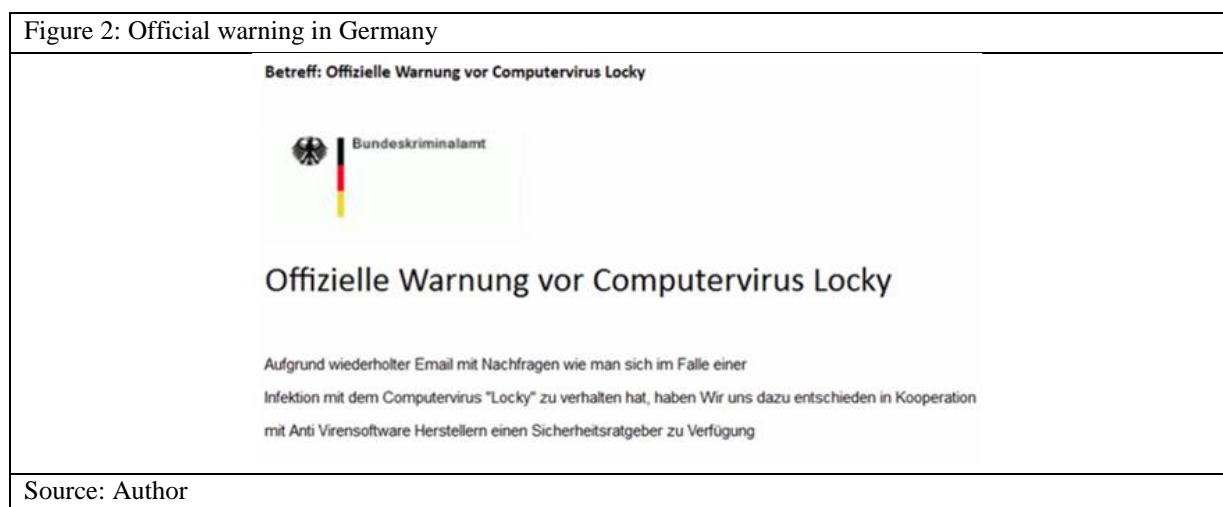 Figure 2: Official warning in Germany
Betreff: Offizielle Warnung vor Computervirus Locky
Bundeskriminalamt
Offizielle Warnung vor Computervirus Locky
Aufgrund wiederholter Email mit Nachfragen wie man sich im Falle einer
Infektion mit dem Computervirus "Locky" zu verhalten hat, haben Wir uns dazu entschieden in Kooperation
mit Anti Virensoftware Herstellern einen Sicherheitsratgeber zu Verfügung
Source: Author